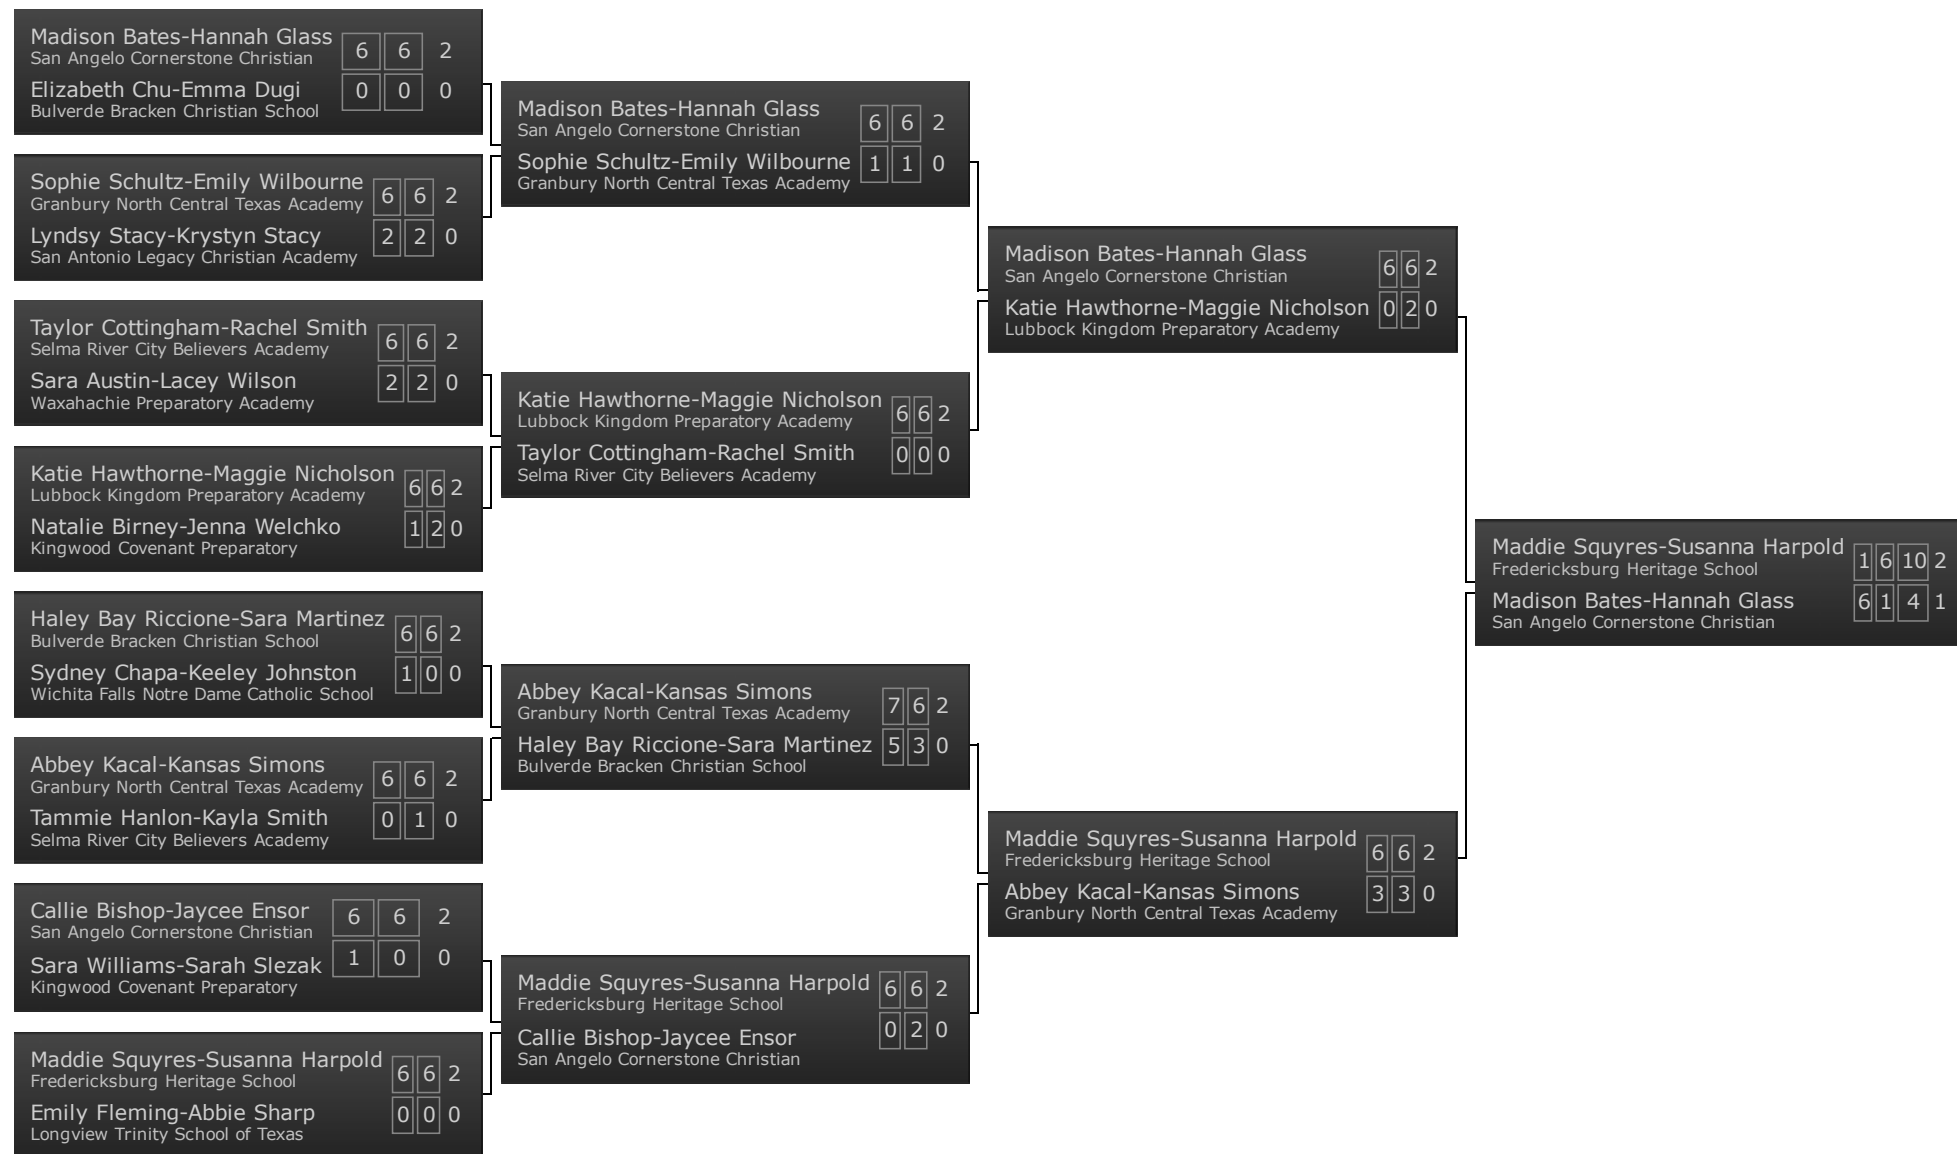 Madison Bates-Hannah Glass 6 6 2
San Angelo Cornerstone Christian
Elizabeth Chu-Emma Dugi 0 0 0
Bulverde Bracken Christian School
Sophie Schultz-Emily Wilbourne 6 6 2
Granbury North Central Texas Academy
Lyndsy Stacy-Krystyn Stacy 2 2 0
San Antonio Legacy Christian Academy
Taylor Cottingham-Rachel Smith 6 6 2
Selma River City Believers Academy
Sara Austin-Lacey Wilson 2 2 0
Waxahachie Preparatory Academy
Katie Hawthorne-Maggie Nicholson 6 6 2
Lubbock Kingdom Preparatory Academy
Natalie Birney-Jenna Welchko 1 2 0
Kingwood Covenant Preparatory
Haley Bay Riccione-Sara Martinez 6 6 2
Bulverde Bracken Christian School
Sydney Chapa-Keeley Johnston 1 0 0
Wichita Falls Notre Dame Catholic School
Abbey Kacal-Kansas Simons 6 6 2
Granbury North Central Texas Academy
Tammie Hanlon-Kayla Smith 0 1 0
Selma River City Believers Academy
Callie Bishop-Jaycee Ensor 6 6 2
San Angelo Cornerstone Christian
Sara Williams-Sarah Slezak 1 0 0
Kingwood Covenant Preparatory
Maddie Squyres-Susanna Harpold 6 6 2
Fredericksburg Heritage School
Emily Fleming-Abbie Sharp 0 0 0
Longview Trinity School of Texas
Madison Bates-Hannah Glass 6 6 2
San Angelo Cornerstone Christian
Sophie Schultz-Emily Wilbourne 1 1 0
Granbury North Central Texas Academy
Katie Hawthorne-Maggie Nicholson 6 6 2
Lubbock Kingdom Preparatory Academy
Taylor Cottingham-Rachel Smith 0 0 0
Selma River City Believers Academy
Abbey Kacal-Kansas Simons 7 6 2
Granbury North Central Texas Academy
Haley Bay Riccione-Sara Martinez 5 3 0
Bulverde Bracken Christian School
Maddie Squyres-Susanna Harpold 6 6 2
Fredericksburg Heritage School
Callie Bishop-Jaycee Ensor 0 2 0
San Angelo Cornerstone Christian
Madison Bates-Hannah Glass 6 6 2
San Angelo Cornerstone Christian
Katie Hawthorne-Maggie Nicholson 0 2 0
Lubbock Kingdom Preparatory Academy
Maddie Squyres-Susanna Harpold 6 6 2
Fredericksburg Heritage School
Abbey Kacal-Kansas Simons 3 3 0
Granbury North Central Texas Academy
Maddie Squyres-Susanna Harpold 1 6 10 2
Fredericksburg Heritage School
Madison Bates-Hannah Glass 6 1 4 1
San Angelo Cornerstone Christian